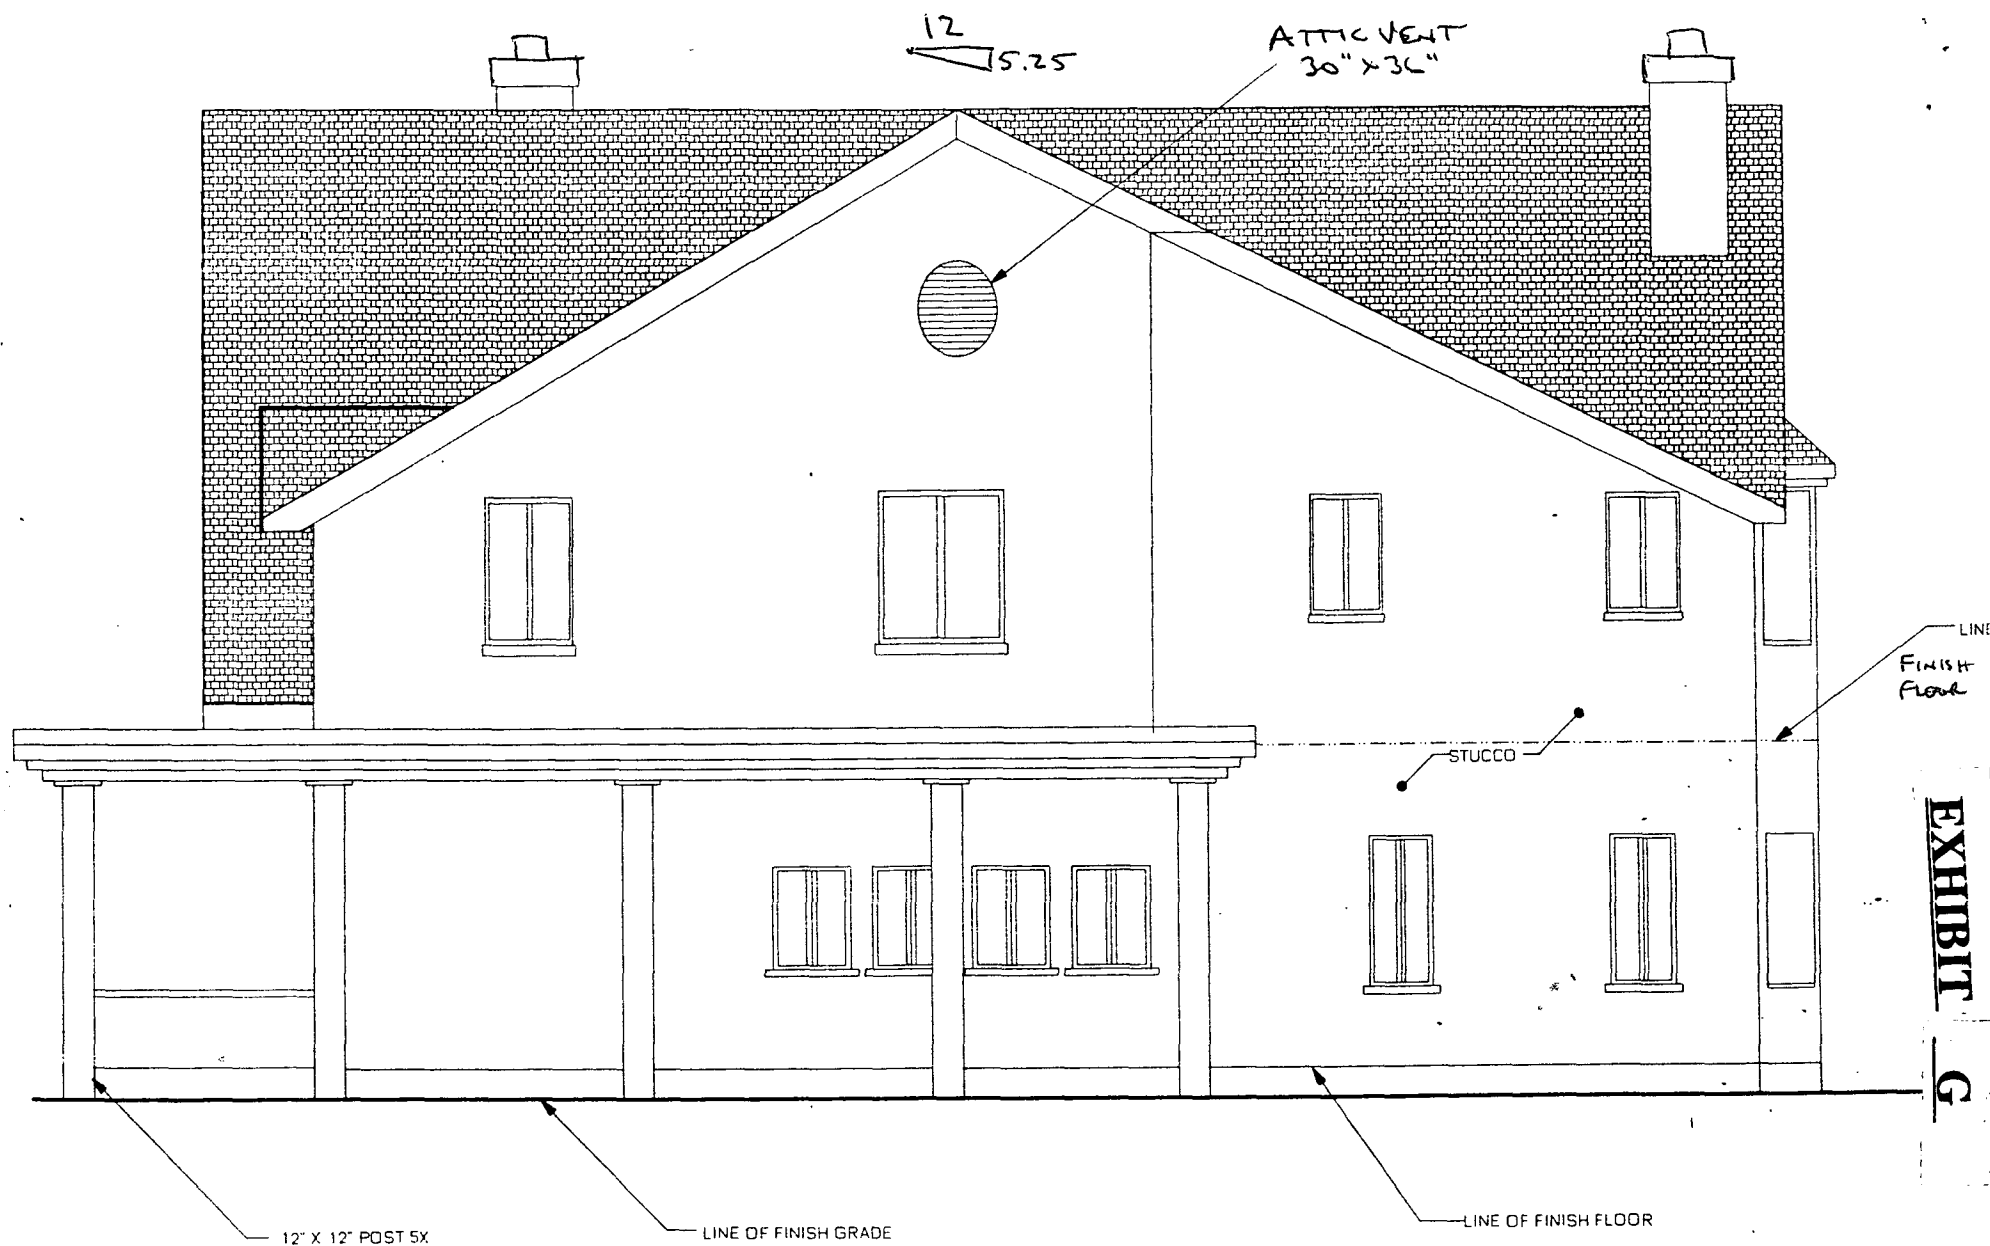 12
5.25
ATTIC VENT
30" x 36"
LINE
FINISH
FLOOR
STUCCO
EXHIBIT G
LINE OF FINISH FLOOR
LINE OF FINISH GRADE
12" X 12" POST 5X